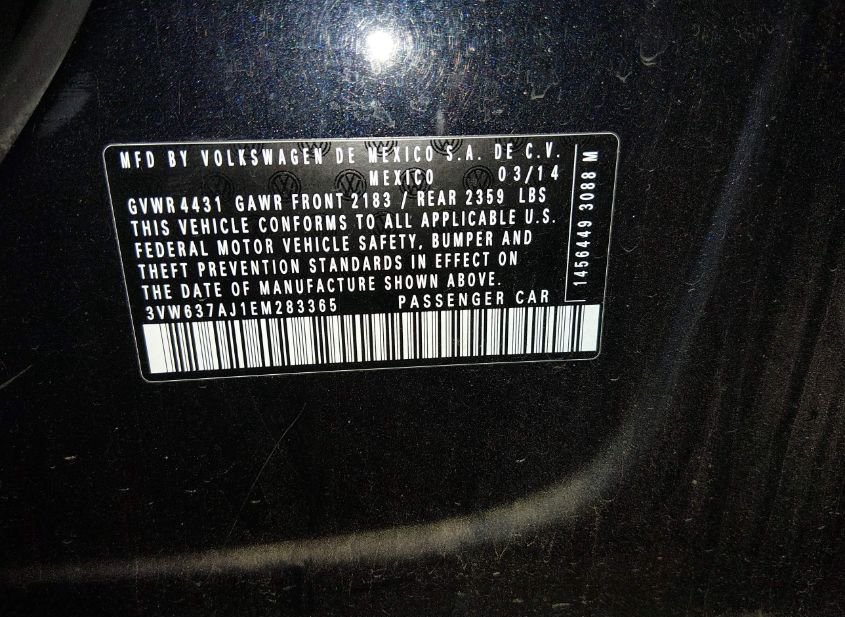 MFD BY VOLKSWAGEN DE MEXICO S.A. DE C.V.
MEXICO 03/14
GVWR 4431 GAWR FRONT 2183 / REAR 2359 LBS
THIS VEHICLE CONFORMS TO ALL APPLICABLE U.S.
FEDERAL MOTOR VEHICLE SAFETY, BUMPER AND
THEFT PREVENTION STANDARDS IN EFFECT ON
THE DATE OF MANUFACTURE SHOWN ABOVE.
3VW637AJ1EM283365 PASSENGER CAR
1456449 3088 M